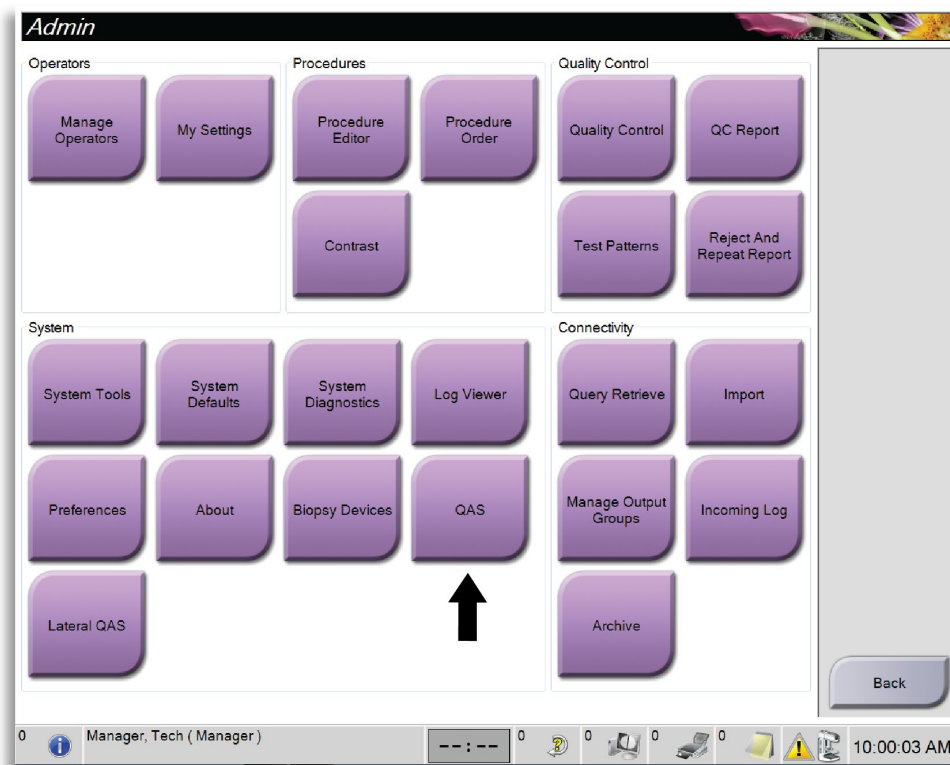 Admin
Operators
Manage
Operators
My Settings
Procedures
Procedure
Editor
Procedure
Order
Contrast
Quality Control
Quality Control
QC Report
Test Patterns
Reject And
Repeat Report
System
System Tools
System
Defaults
System
Diagnostics
Log Viewer
Preferences
About
Biopsy Devices
QAS
Lateral QAS
Connectivity
Query Retrieve
Import
Manage Output
Groups
Incoming Log
Archive
Back
0
Manager, Tech ( Manager )
--:--
0
0
0
0
10:00:03 AM